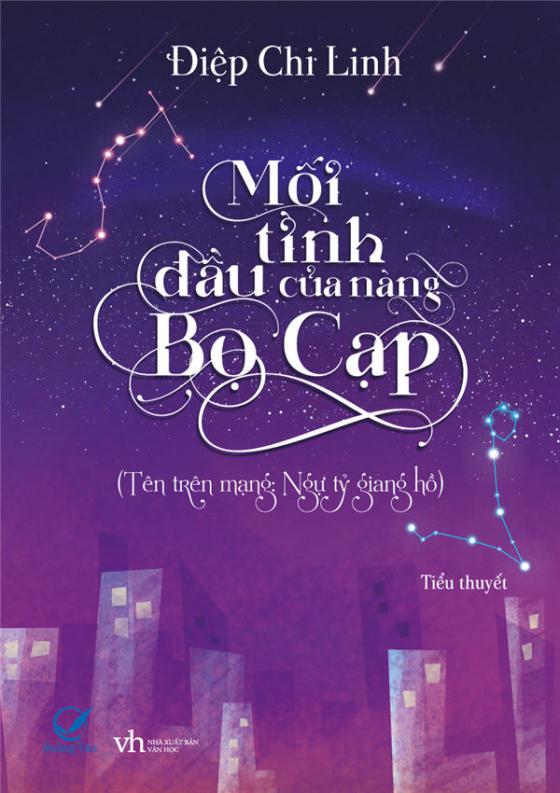 Điệp Chi Linh
Mối
tình
đầu của nàng
Bọ Cạp
(Tên trên mạng: Ngự tỷ giang hồ)
Tiểu thuyết
vh NHÀ XUẤT BẢN
VĂN HỌC